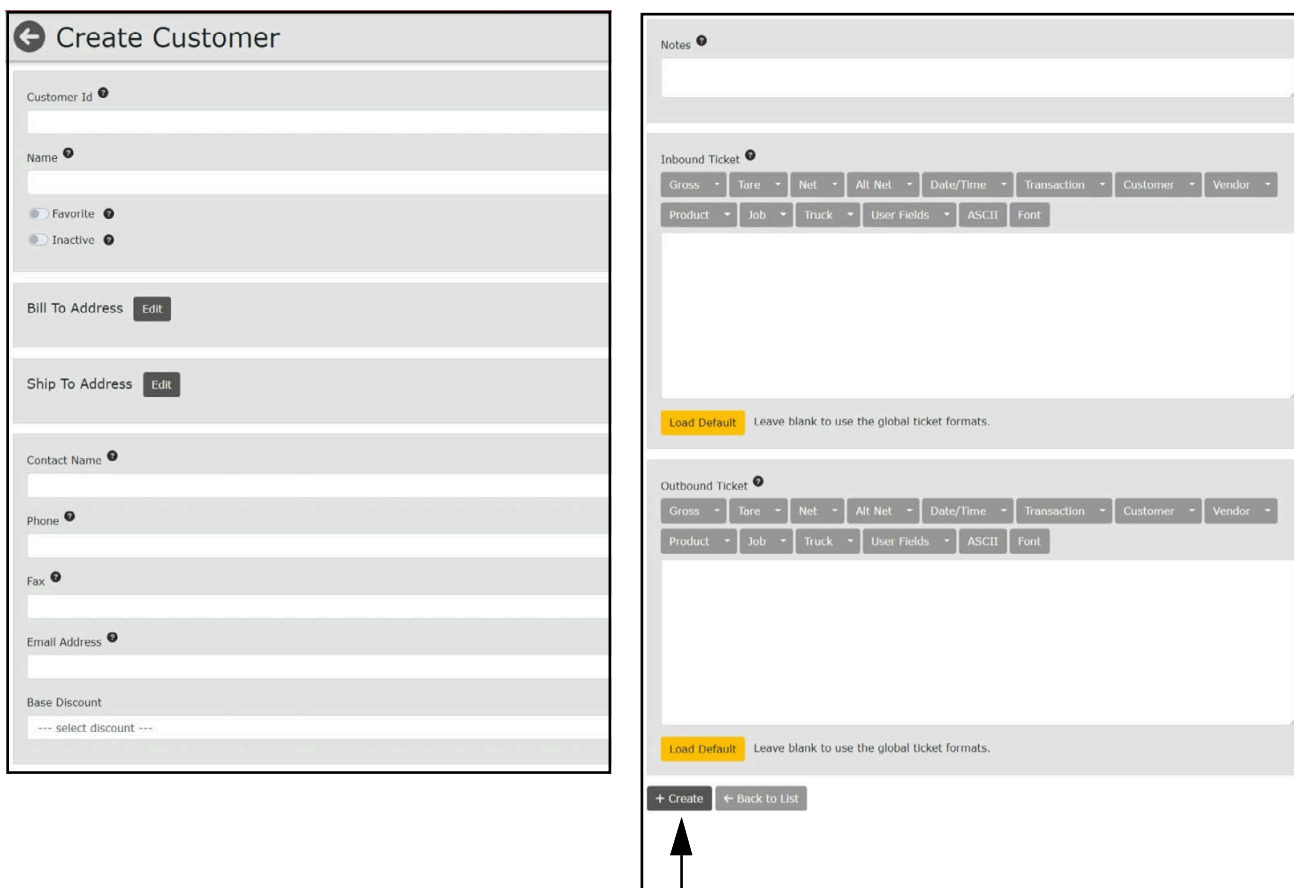 Create Customer
Customer Id
Name
Favorite
Inactive
Bill To Address Edit
Ship To Address Edit
Contact Name
Phone
Fax
Email Address
Base Discount
--- select discount ---
Notes
Inbound Ticket
Gross Tare Net Alt Net Date/Time Transaction Customer Vendor
Product Job Truck User Fields ASCII Font
Load Default Leave blank to use the global ticket formats.
Outbound Ticket
Gross Tare Net Alt Net Date/Time Transaction Customer Vendor
Product Job Truck User Fields ASCII Font
Load Default Leave blank to use the global ticket formats.
+ Create ← Back to List